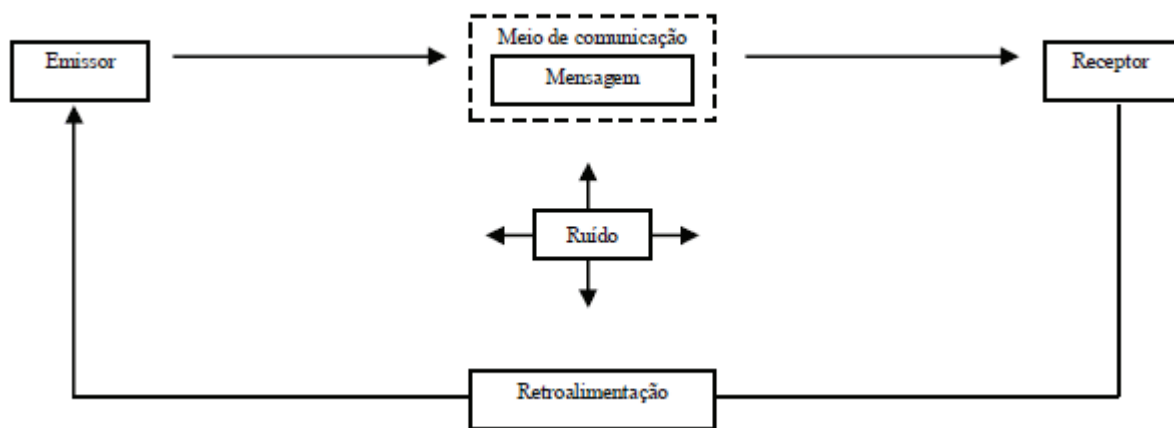 Meio de comunicação
Emissor
Mensagem
Receptor
Ruído
Retroalimentação